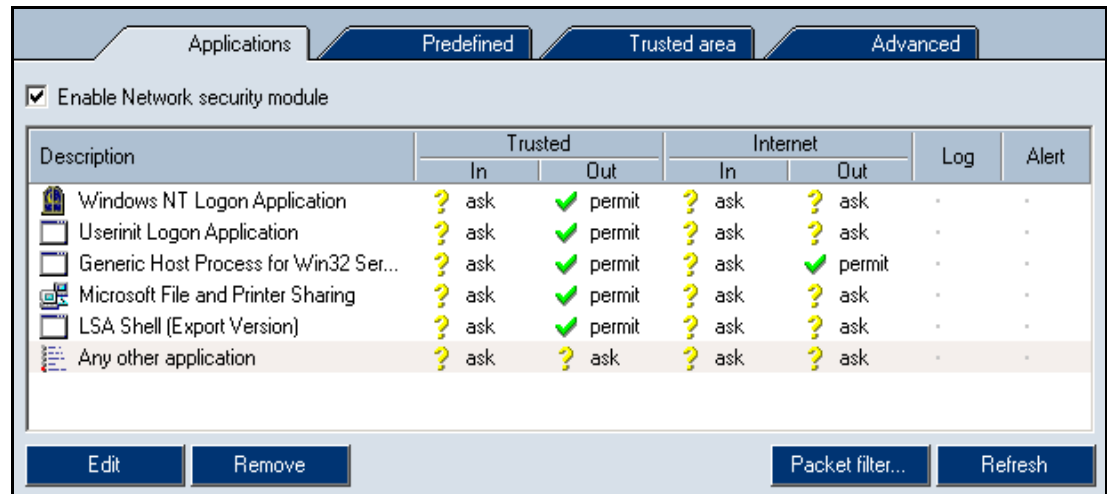 Applications Predefined Trusted area Advanced
Enable Network security module
Description Trusted Internet Log Alert
In Out In Out
Windows NT Logon Application ask permit ask ask
Userinit Logon Application ask permit ask ask
Generic Host Process for Win32 Ser... ask permit ask permit
Microsoft File and Printer Sharing ask permit ask ask
LSA Shell (Export Version) ask permit ask ask
Any other application ask ask ask ask
Edit Remove Packet filter... Refresh